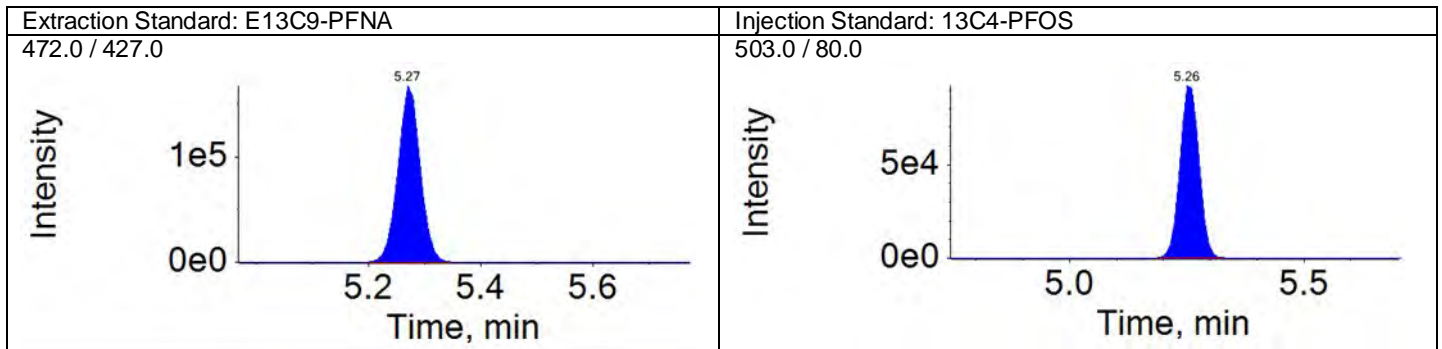 Extraction Standard: E13C9-PFNA
472.0 / 427.0
5.27
Intensity
1e5
0e0
5.2 5.4 5.6
Time, min
Injection Standard: 13C4-PFOS
503.0 / 80.0
5.26
Intensity
5e4
0e0
5.0 5.5
Time, min